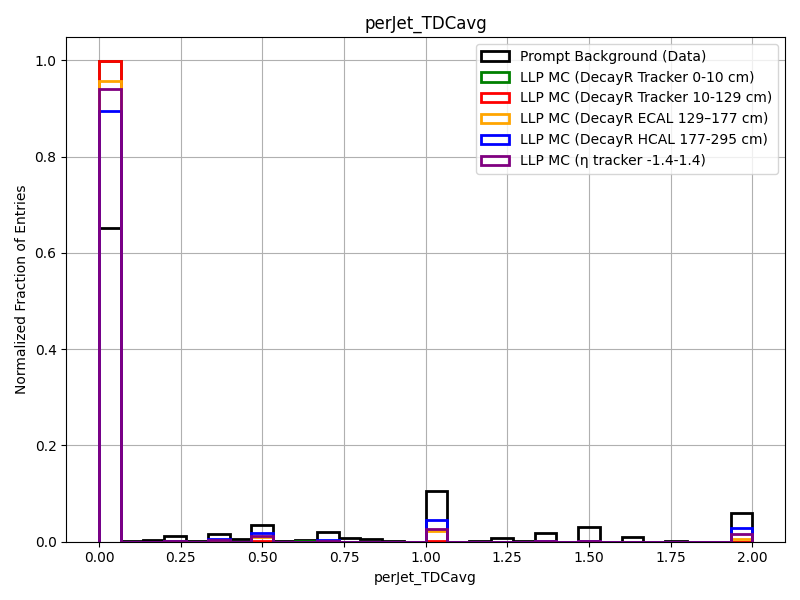 perJet_TDCavg
Prompt Background (Data)
LLP MC (DecayR Tracker 0-10 cm)
LLP MC (DecayR Tracker 10-129 cm)
LLP MC (DecayR ECAL 129–177 cm)
LLP MC (DecayR HCAL 177-295 cm)
LLP MC (η tracker -1.4-1.4)
Normalized Fraction of Entries
1.0
0.8
0.6
0.4
0.2
0.0
0.00 0.25 0.50 0.75 1.00 1.25 1.50 1.75 2.00
perJet_TDCavg